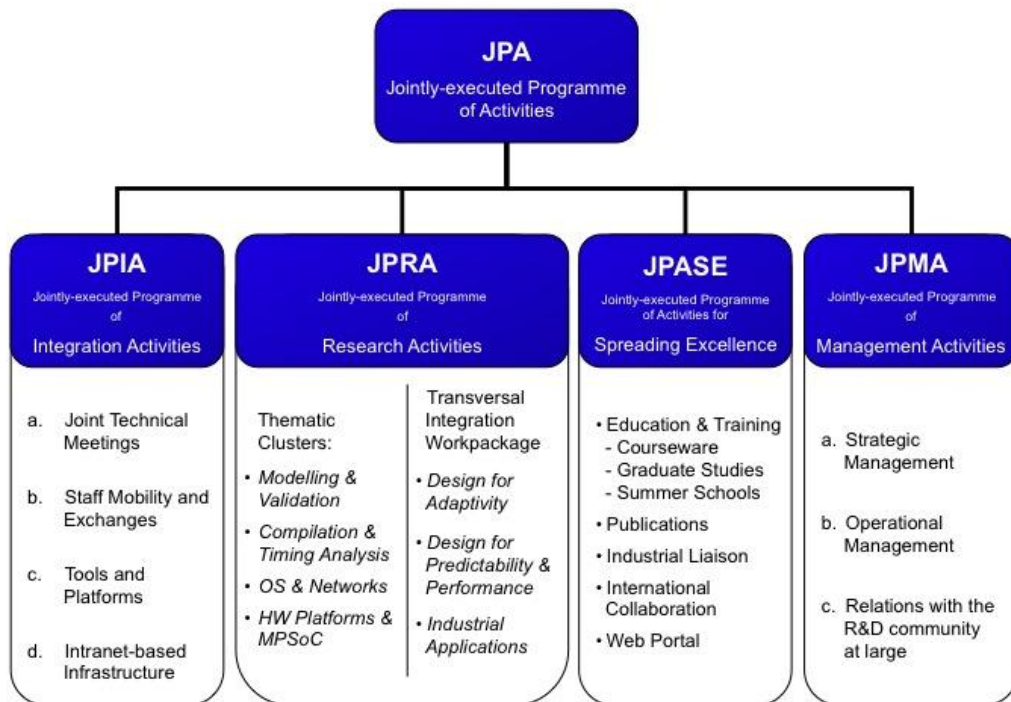 JPA
Jointly-executed Programme
of Activities
JPIA
Jointly-executed Programme
of
Integration Activities
a. Joint Technical
Meetings
b. Staff Mobility and
Exchanges
c. Tools and
Platforms
d. Intranet-based
Infrastructure
JPRA
Jointly-executed Programme
of
Research Activities
Thematic
Clusters:
• Modelling &
Validation
• Compilation &
Timing Analysis
• OS & Networks
• HW Platforms &
MPSoC
Transversal
Integration
Workpackage
• Design for
Adaptivity
• Design for
Predictability &
Performance
• Industrial
Applications
JPASE
Jointly-executed Programme
of Activities for
Spreading Excellence
• Education & Training
- Courseware
- Graduate Studies
- Summer Schools
• Publications
• Industrial Liaison
• International
Collaboration
• Web Portal
JPMA
Jointly-executed Programme
of
Management Activities
a. Strategic
Management
b. Operational
Management
c. Relations with the
R&D community
at large